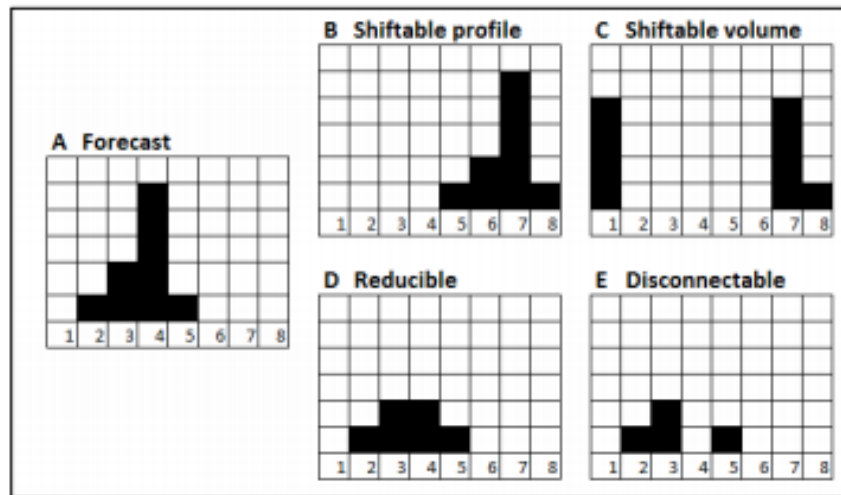 B Shiftable profile
C Shiftable volume
A Forecast
1 2 3 4 5 6 7 8
1 2 3 4 5 6 7 8
1 2 3 4 5 6 7 8
D Reducible
E Disconnectable
1 2 3 4 5 6 7 8
1 2 3 4 5 6 7 8